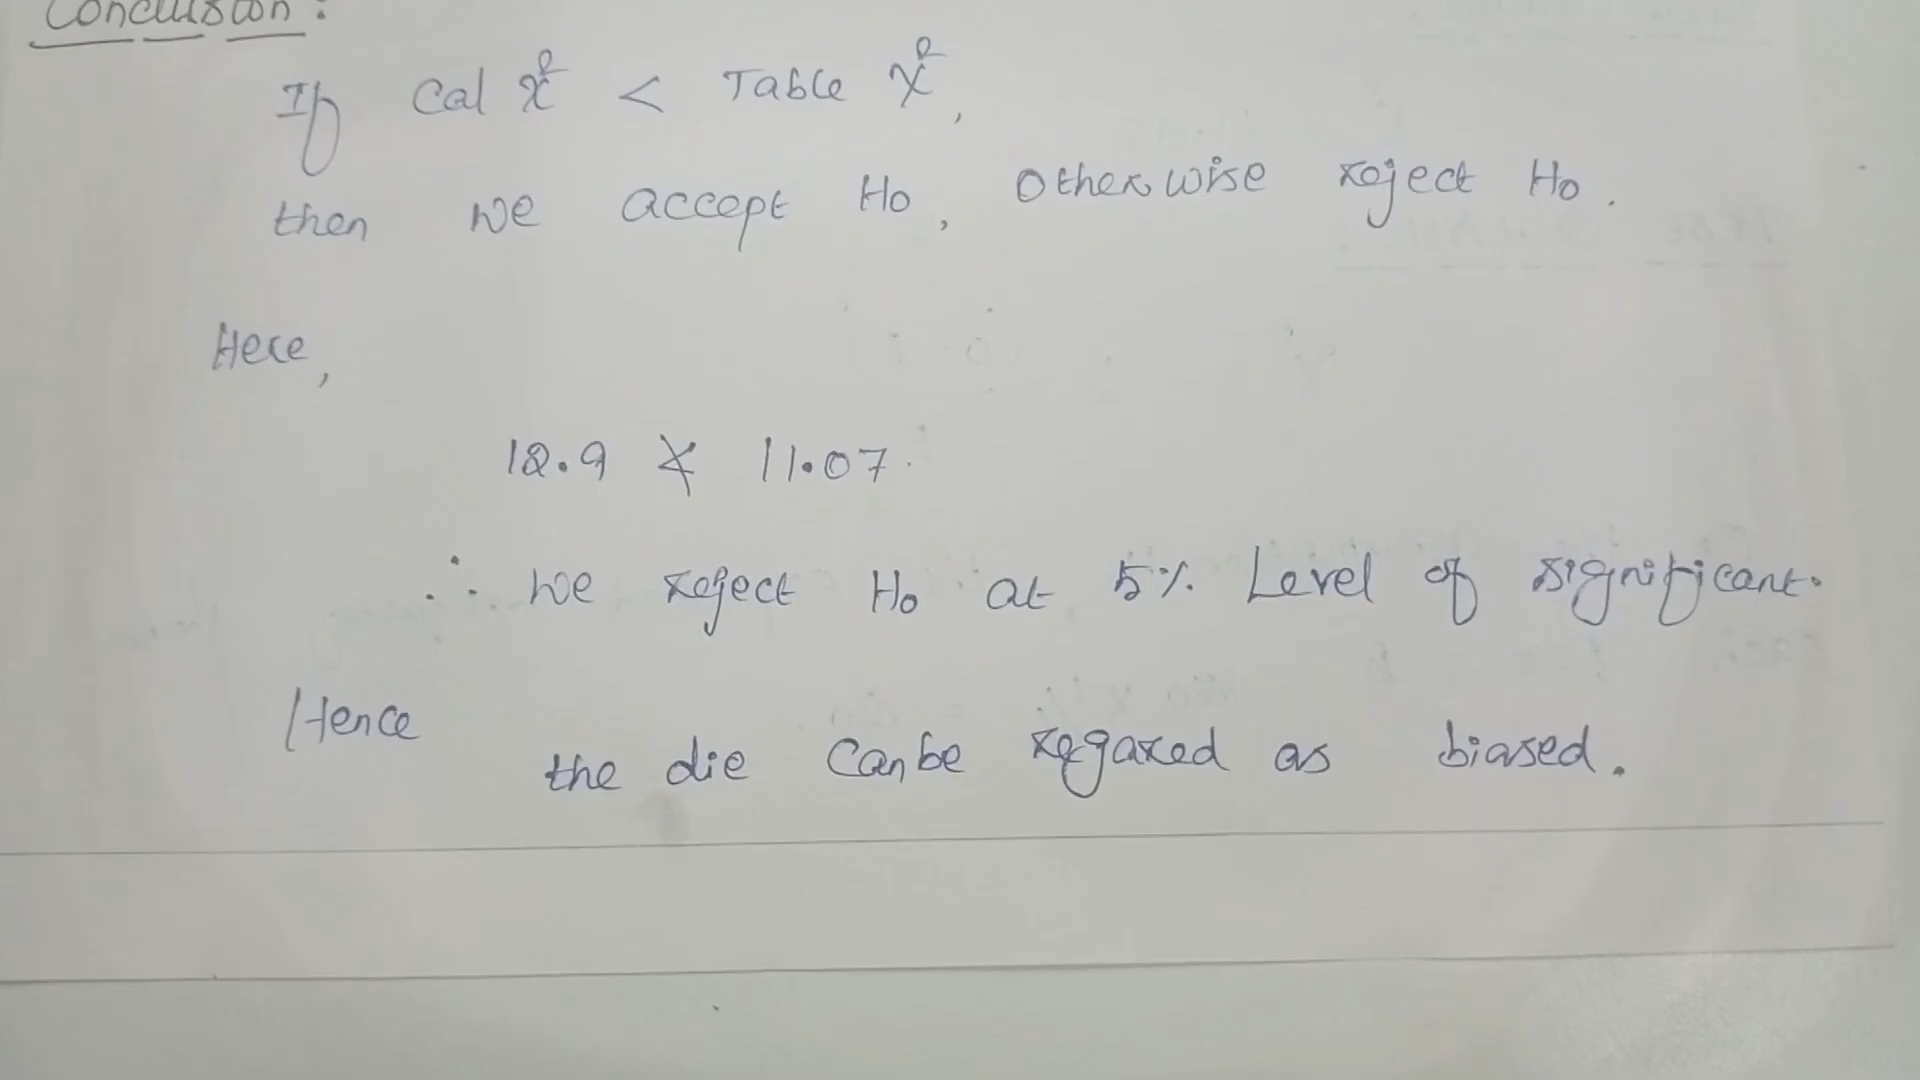 Conclusion :
If Cal χ² < Table χ²,
then we accept H₀, Otherwise reject H₀.
Here,
12.9 ≮ 11.07.
∴ we reject H₀ at 5% Level of significant.
Hence
the die can be regared as biased.